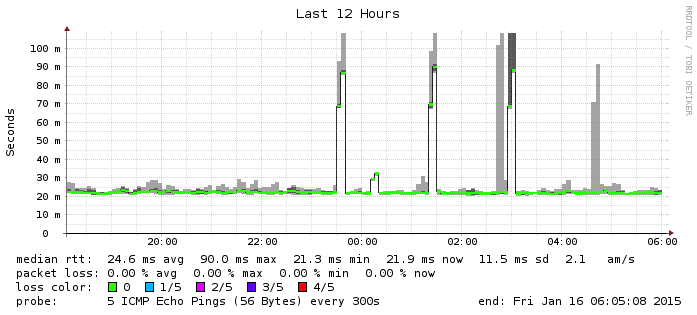 Last 12 Hours
RRDTOOL / TOBI OETIKER
Seconds
100 m
90 m
80 m
70 m
60 m
50 m
40 m
30 m
20 m
10 m
0
20:00 22:00 00:00 02:00 04:00 06:00
median rtt: 24.6 ms avg 90.0 ms max 21.3 ms min 21.9 ms now 11.5 ms sd 2.1 am/s
packet loss: 0.00 % avg 0.00 % max 0.00 % min 0.00 % now
loss color: 0 1/5 2/5 3/5 4/5
probe: 5 ICMP Echo Pings (56 Bytes) every 300s end: Fri Jan 16 06:05:08 2015